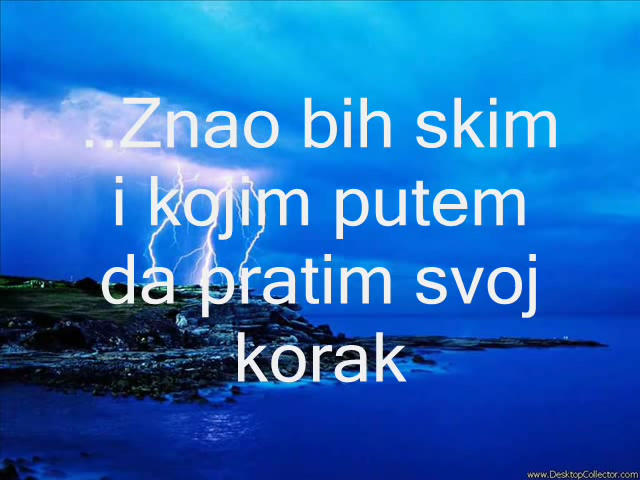 ..Znao bih skim
i kojim putem
da pratim svoj
korak
www.DesktopCollector.com